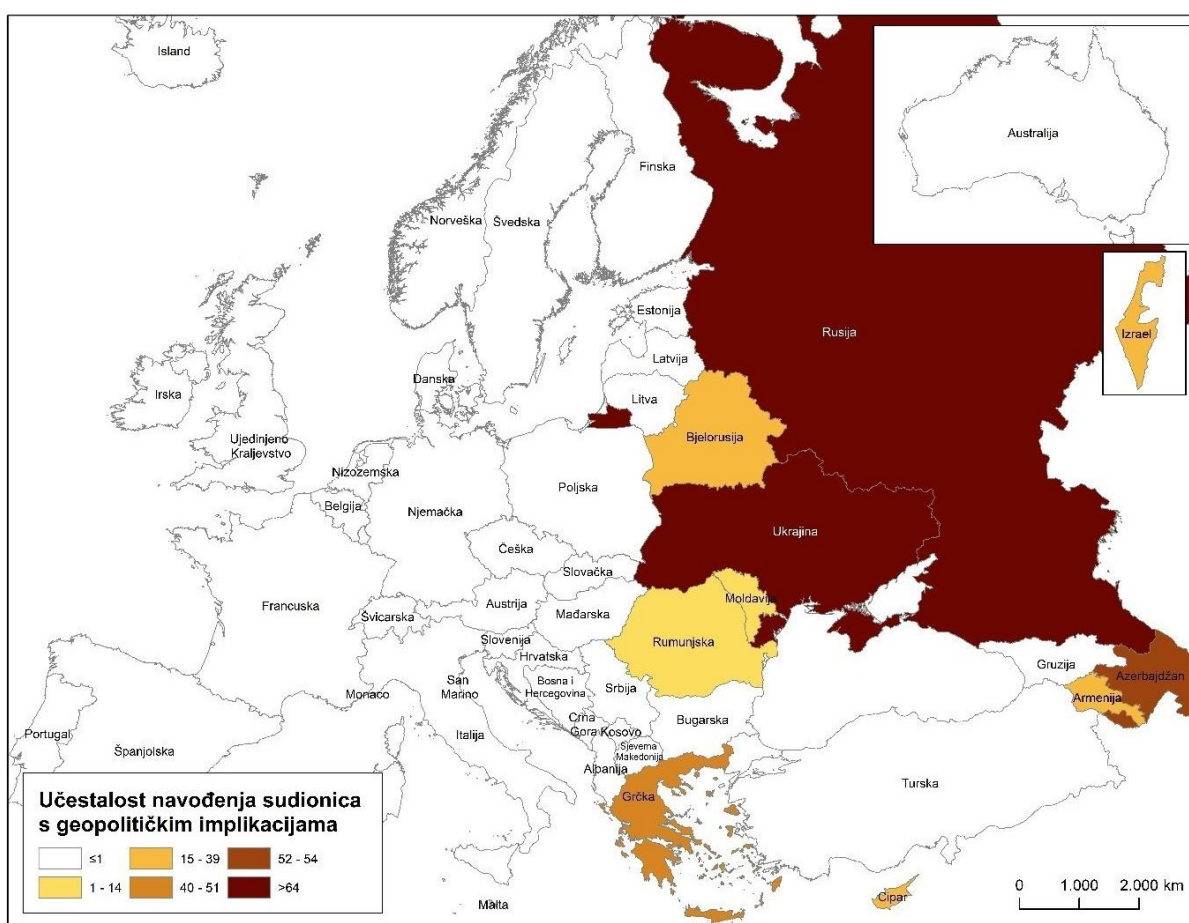 Island
Australija
Finska
Norveška
Švedska
Izrael
Estonija
Rusija
Latvija
Danska
Litva
Irska
Bjelorusija
Ujedinjeno
Kraljevstvo
Nizozemska
Poljska
Belgija
Njemačka
Ukrajina
Češka
Slovačka
Francuska
Austrija
Moldavija
Švicarska
Mađarska
Rumunjska
Slovenija
Hrvatska
Gruzija
Azerbajdžan
Bosna i
Hercegovina
San
Marino
Srbija
Monaco
Armenija
Crna
Gora
Kosovo
Bugarska
Portugal
Španjolska
Italija
Sjeverna
Makedonija
Albanija
Turska
Grčka
Učestalost navođenja sudionica
s geopolitičkim implikacijama
≤1
15 - 39
52 - 54
1 - 14
40 - 51
>64
Cipar
Malta
0 1.000 2.000 km